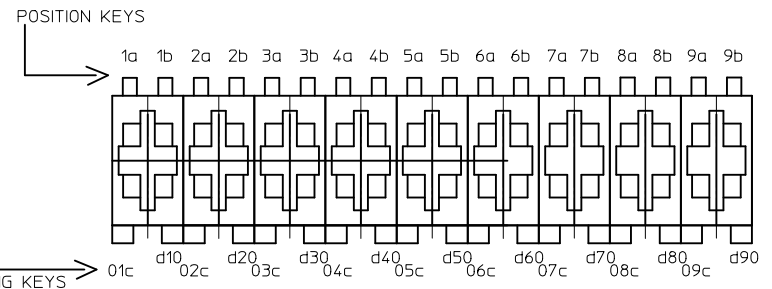 POSITION KEYS
1a 1b 2a 2b 3a 3b 4a 4b 5a 5b 6a 6b 7a 7b 8a 8b 9a 9b
d10 d20 d30 d40 d50 d60 d70 d80 d90
01c 02c 03c 04c 05c 06c 07c 08c 09c
KEYS